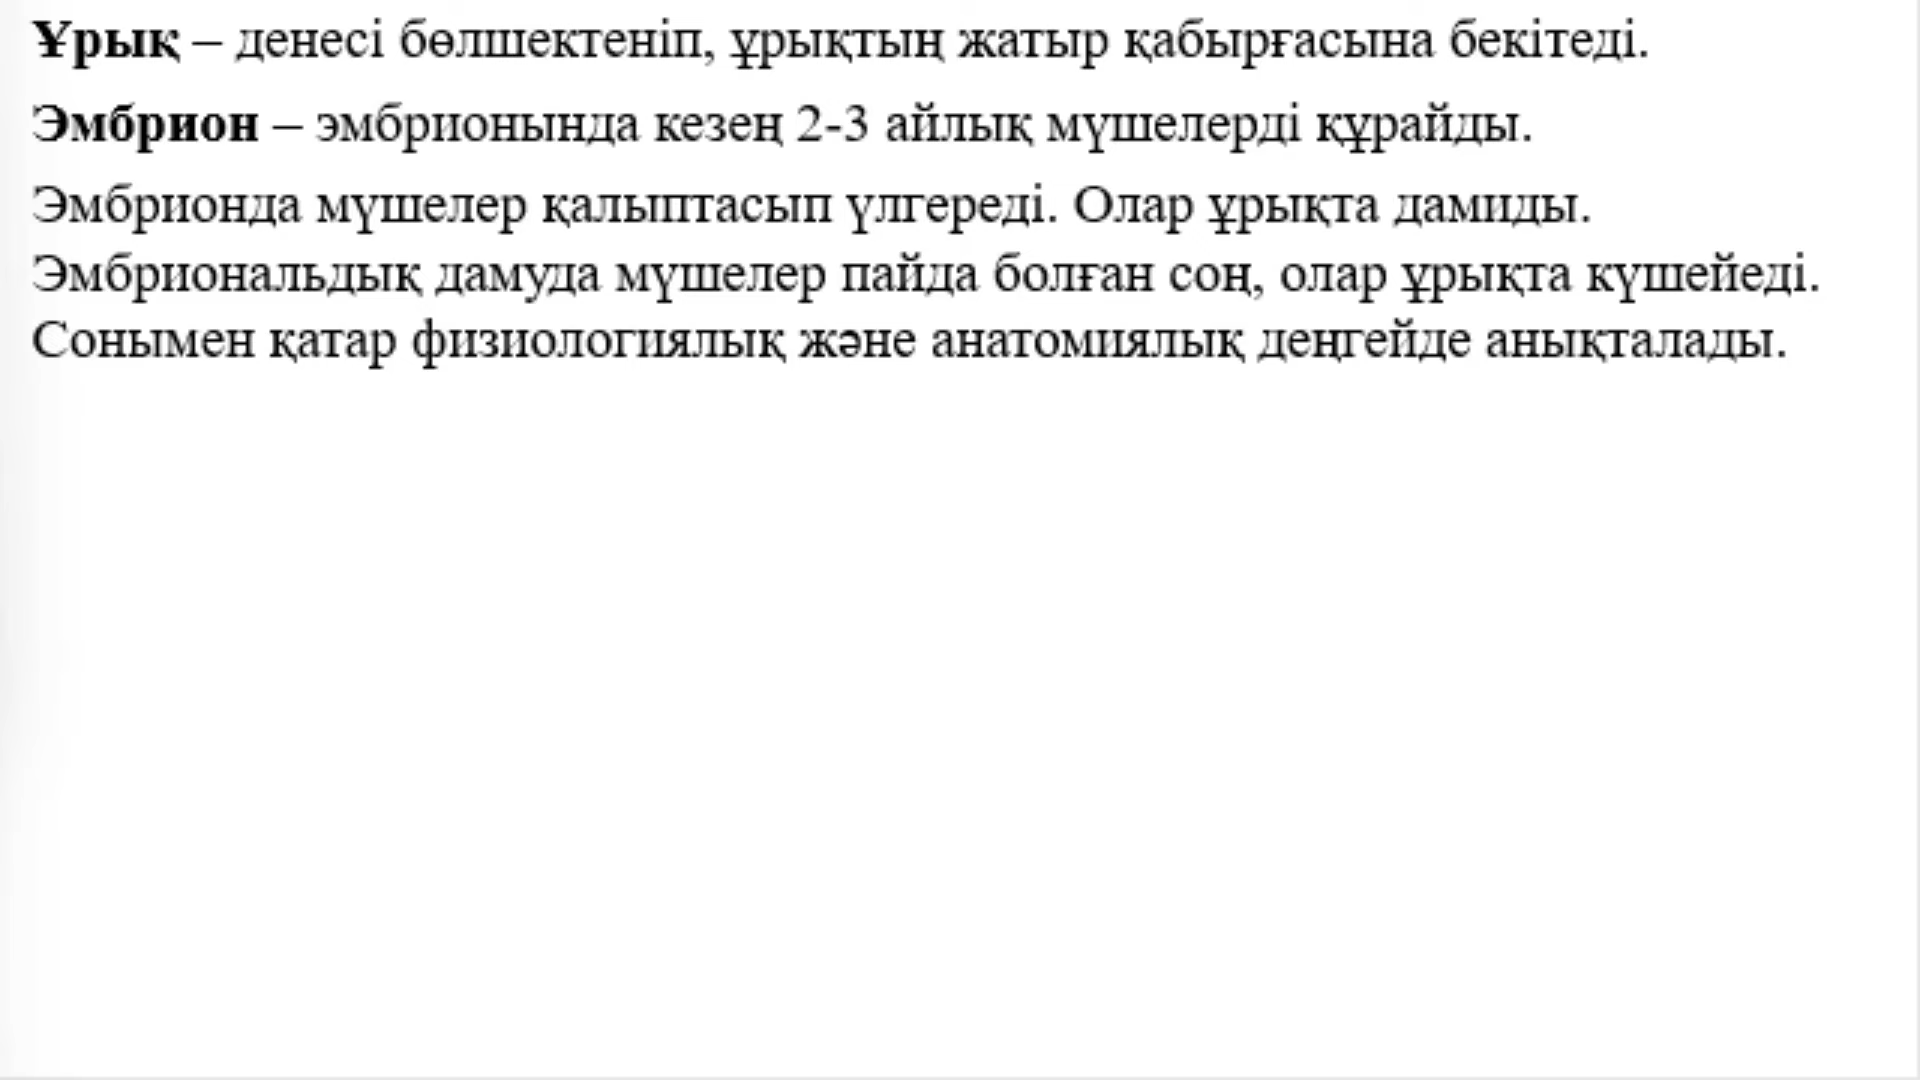 Ұрық – денесі бөлшектеніп, ұрықтың жатыр қабырғасына бекітеді.
Эмбрион – эмбрионында кезең 2-3 айлық мүшелерді құрайды.
Эмбрионда мүшелер қалыптасып үлгереді. Олар ұрықта дамиды.
Эмбриональдық дамуда мүшелер пайда болған соң, олар ұрықта күшейеді.
Сонымен қатар физиологиялық және анатомиялық деңгейде анықталады.